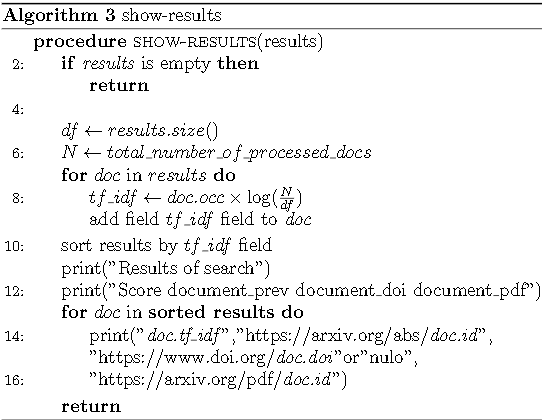 Algorithm 3 show-results
procedure SHOW-RESULTS(results)
2: if results is empty then
return
4:
df ← results.size()
6: N ← total_number_of_processed_docs
for doc in results do
8: tf_idf ← doc.occ × log(N/df)
add field tf_idf field to doc
10: sort results by tf_idf field
print("Results of search")
12: print("Score document_prev document_doi document_pdf")
for doc in sorted results do
14: print("doc.tf_idf","https://arxiv.org/abs/doc.id",
"https://www.doi.org/doc.doi"or"nulo",
16: "https://arxiv.org/pdf/doc.id")
return